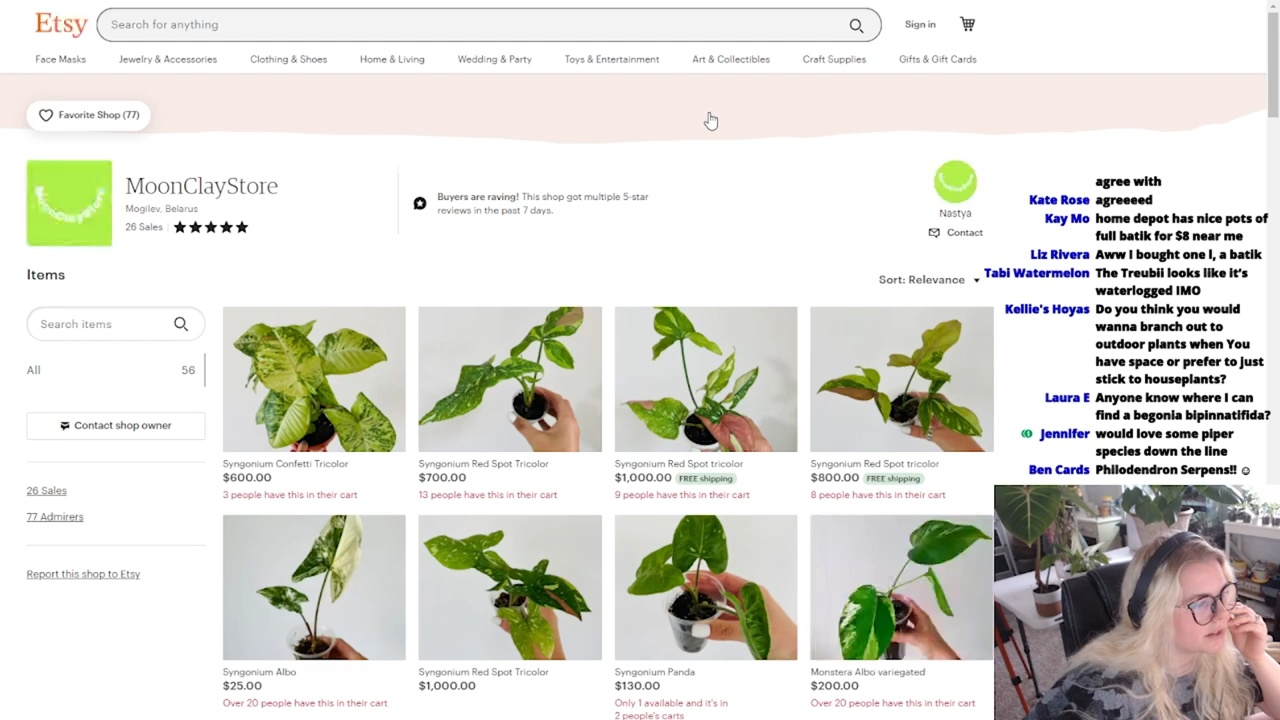 Etsy
Search for anything
Sign in
Face Masks
Jewelry & Accessories
Clothing & Shoes
Home & Living
Wedding & Party
Toys & Entertainment
Art & Collectibles
Craft Supplies
Gifts & Gift Cards
Favorite Shop (77)
MoonClayStore
Mogilev, Belarus
26 Sales
Buyers are raving! This shop got multiple 5-star
reviews in the past 7 days.
Nastya
Contact
Items
Sort: Relevance
Search items
All 56
Contact shop owner
26 Sales
77 Admirers
Report this shop to Etsy
Syngonium Confetti Tricolor
$600.00
3 people have this in their cart
Syngonium Red Spot Tricolor
$700.00
13 people have this in their cart
Syngonium Red Spot tricolor
$1,000.00 FREE shipping
9 people have this in their cart
Syngonium Red Spot tricolor
$800.00 FREE shipping
8 people have this in their cart
Syngonium Albo
$25.00
Over 20 people have this in their cart
Syngonium Red Spot Tricolor
$1,000.00
Syngonium Panda
$130.00
Only 1 available and it's in
2 people's carts
Monstera Albo variegated
$200.00
Over 20 people have this in their cart
agree with
Kate Rose agreeeed
Kay Mo home depot has nice pots of
full batik for $8 near me
Liz Rivera Aww I bought one l, a batik
Tabi Watermelon The Treubii looks like it's
waterlogged IMO
Kellie's Hoyas Do you think you would
wanna branch out to
outdoor plants when You
have space or prefer to just
stick to houseplants?
Laura E Anyone know where I can
find a begonia bipinnatifida?
Jennifer would love some piper
species down the line
Ben Cards Philodendron Serpens!! ☺